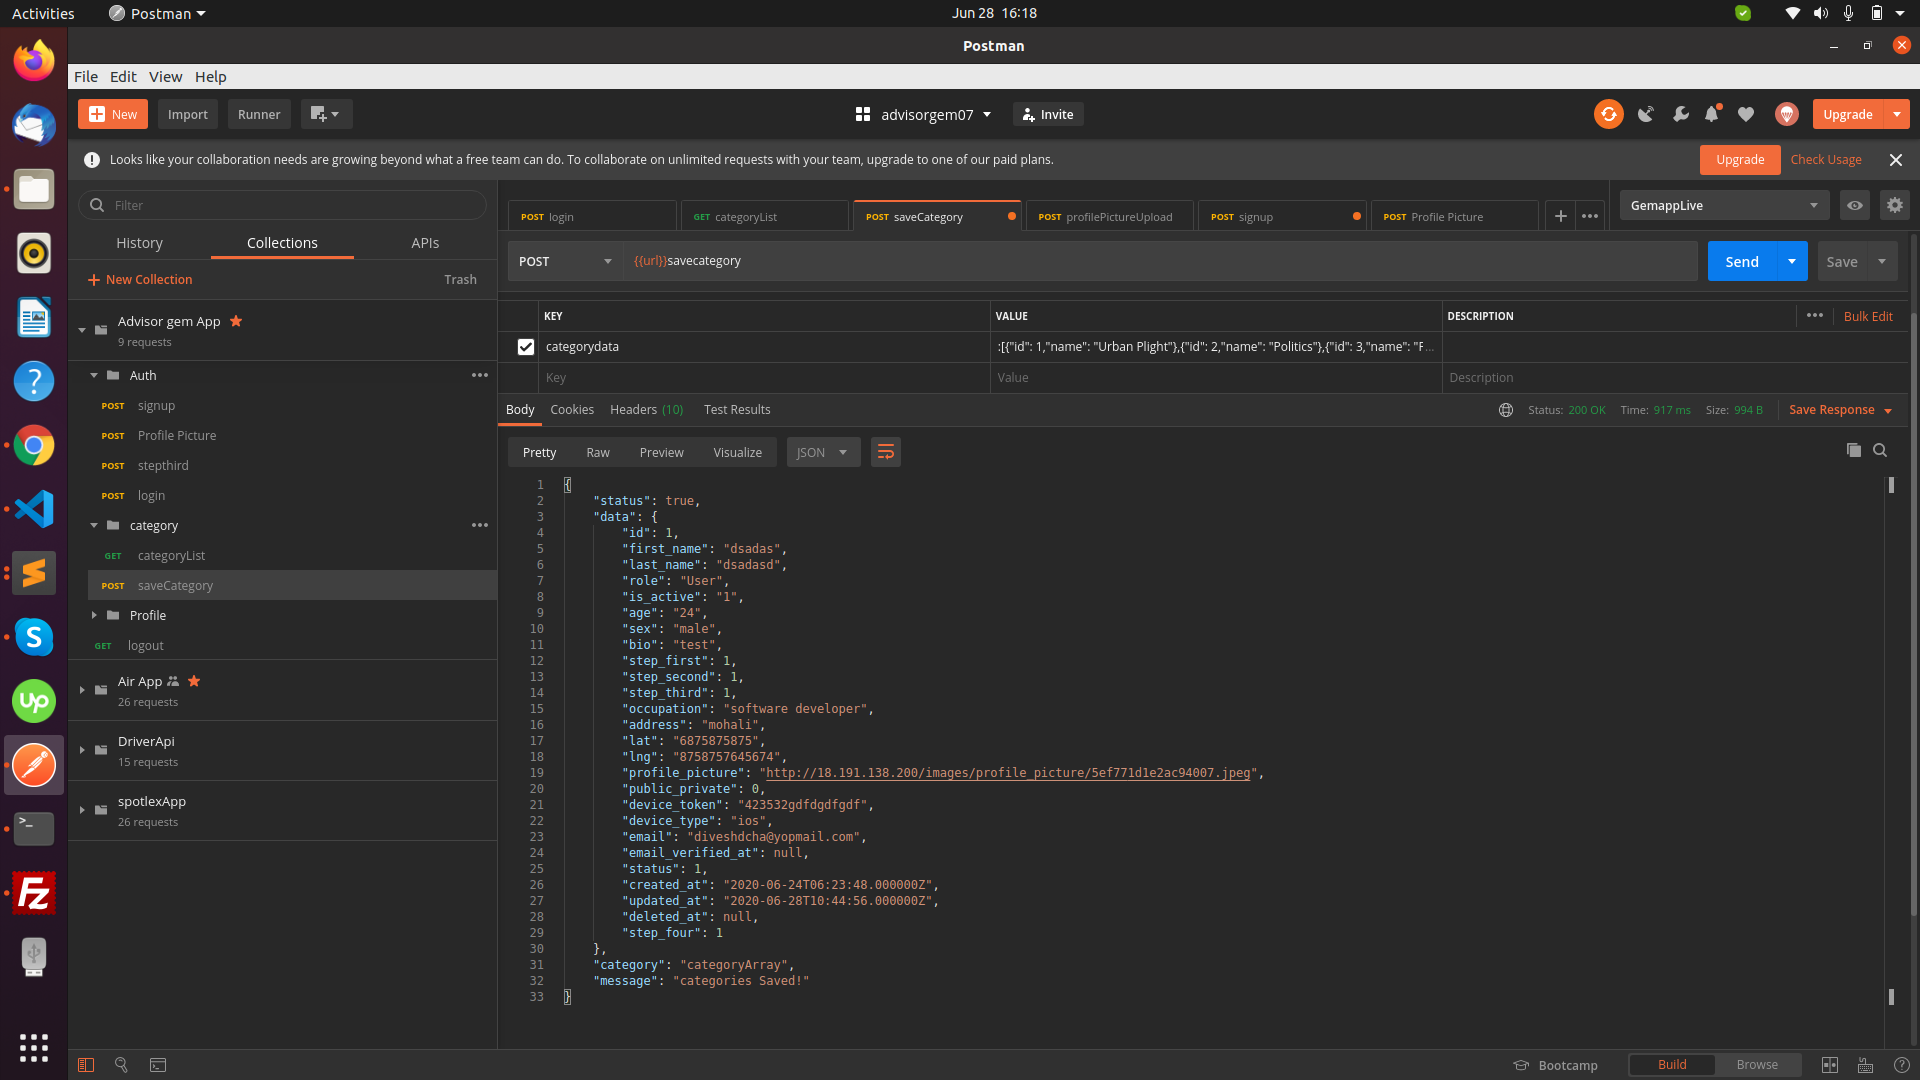 Activities
Postman
Jun 28 16:18
Postman
File Edit View Help
New
Import
Runner
advisorgem07
Invite
Upgrade
Looks like your collaboration needs are growing beyond what a free team can do. To collaborate on unlimited requests with your team, upgrade to one of our paid plans.
Upgrade
Check Usage
Filter
History
Collections
APIs
New Collection
Trash
Advisor gem App
9 requests
Auth
POST signup
POST Profile Picture
POST stepthird
POST login
category
GET categoryList
POST saveCategory
Profile
GET logout
Air App
26 requests
DriverApi
15 requests
spotlexApp
26 requests
POST login
GET categoryList
POST saveCategory
POST profilePictureUpload
POST signup
POST Profile Picture
GemappLive
POST
{{url}}savecategory
Send
Save
KEY VALUE DESCRIPTION
Bulk Edit
categorydata :[{"id": 1,"name": "Urban Plight"},{"id": 2,"name": "Politics"},{"id": 3,"name": "F...
Key Value Description
Body Cookies Headers (10) Test Results
Status: 200 OK Time: 917 ms Size: 994 B
Save Response
Pretty Raw Preview Visualize JSON
1 {
2 "status": true,
3 "data": {
4 "id": 1,
5 "first_name": "dsadas",
6 "last_name": "dsadasd",
7 "role": "User",
8 "is_active": "1",
9 "age": "24",
10 "sex": "male",
11 "bio": "test",
12 "step_first": 1,
13 "step_second": 1,
14 "step_third": 1,
15 "occupation": "software developer",
16 "address": "mohali",
17 "lat": "6875875875",
18 "lng": "8758757645674",
19 "profile_picture": "http://18.191.138.200/images/profile_picture/5ef771d1e2ac94007.jpeg",
20 "public_private": 0,
21 "device_token": "423532gdfdgdfgdf",
22 "device_type": "ios",
23 "email": "diveshdcha@yopmail.com",
24 "email_verified_at": null,
25 "status": 1,
26 "created_at": "2020-06-24T06:23:48.000000Z",
27 "updated_at": "2020-06-28T10:44:56.000000Z",
28 "deleted_at": null,
29 "step_four": 1
30 },
31 "category": "categoryArray",
32 "message": "categories Saved!"
33 }
Bootcamp
Build
Browse